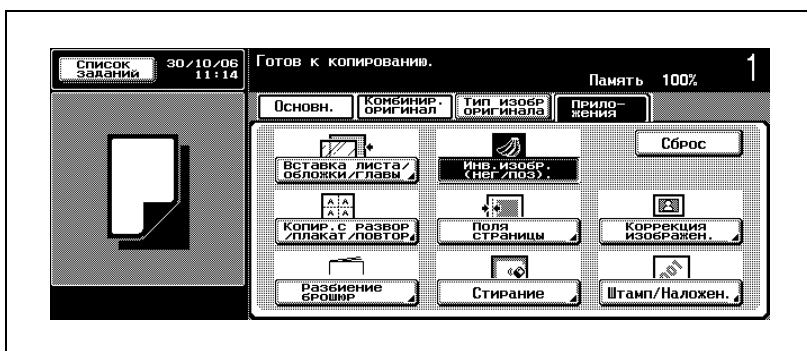 Список
заданий
30/10/06
11:14
Готов к копированию.
Память 100%
1
Основн.
Комбинир.
оригинал
Тип изобр
оригинала
Прило-
жения
Вставка листа/
обложки/главы
Инв.изобр.
(нег/поз).
Сброс
Копир.с развор
/плакат/повтор
Поля
страницы
Коррекция
изображен.
Разбиение
брошюр
Стирание
Штамп/Наложен.